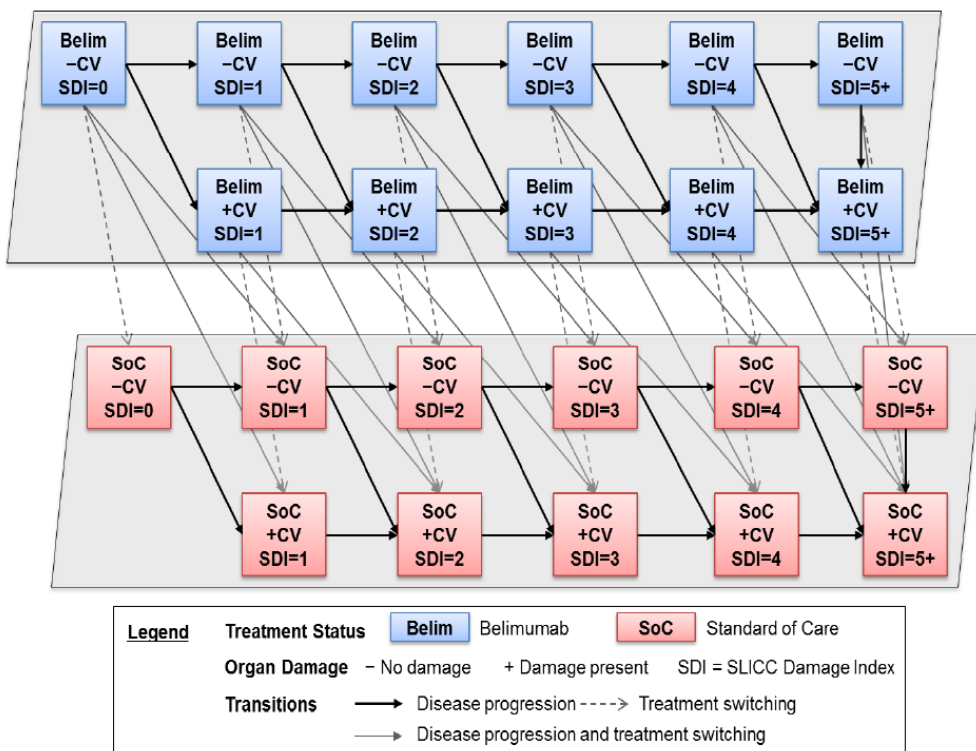 Belim Belim Belim Belim Belim Belim
−CV −CV −CV −CV −CV −CV
SDI=0 SDI=1 SDI=2 SDI=3 SDI=4 SDI=5+
Belim Belim Belim Belim Belim
+CV +CV +CV +CV +CV
SDI=1 SDI=2 SDI=3 SDI=4 SDI=5+
SoC SoC SoC SoC SoC SoC
−CV −CV −CV −CV −CV −CV
SDI=0 SDI=1 SDI=2 SDI=3 SDI=4 SDI=5+
SoC SoC SoC SoC SoC
+CV +CV +CV +CV +CV
SDI=1 SDI=2 SDI=3 SDI=4 SDI=5+
Legend Treatment Status Belim Belimumab SoC Standard of Care
Organ Damage − No damage + Damage present SDI = SLICC Damage Index
Transitions Disease progression Treatment switching
Disease progression and treatment switching